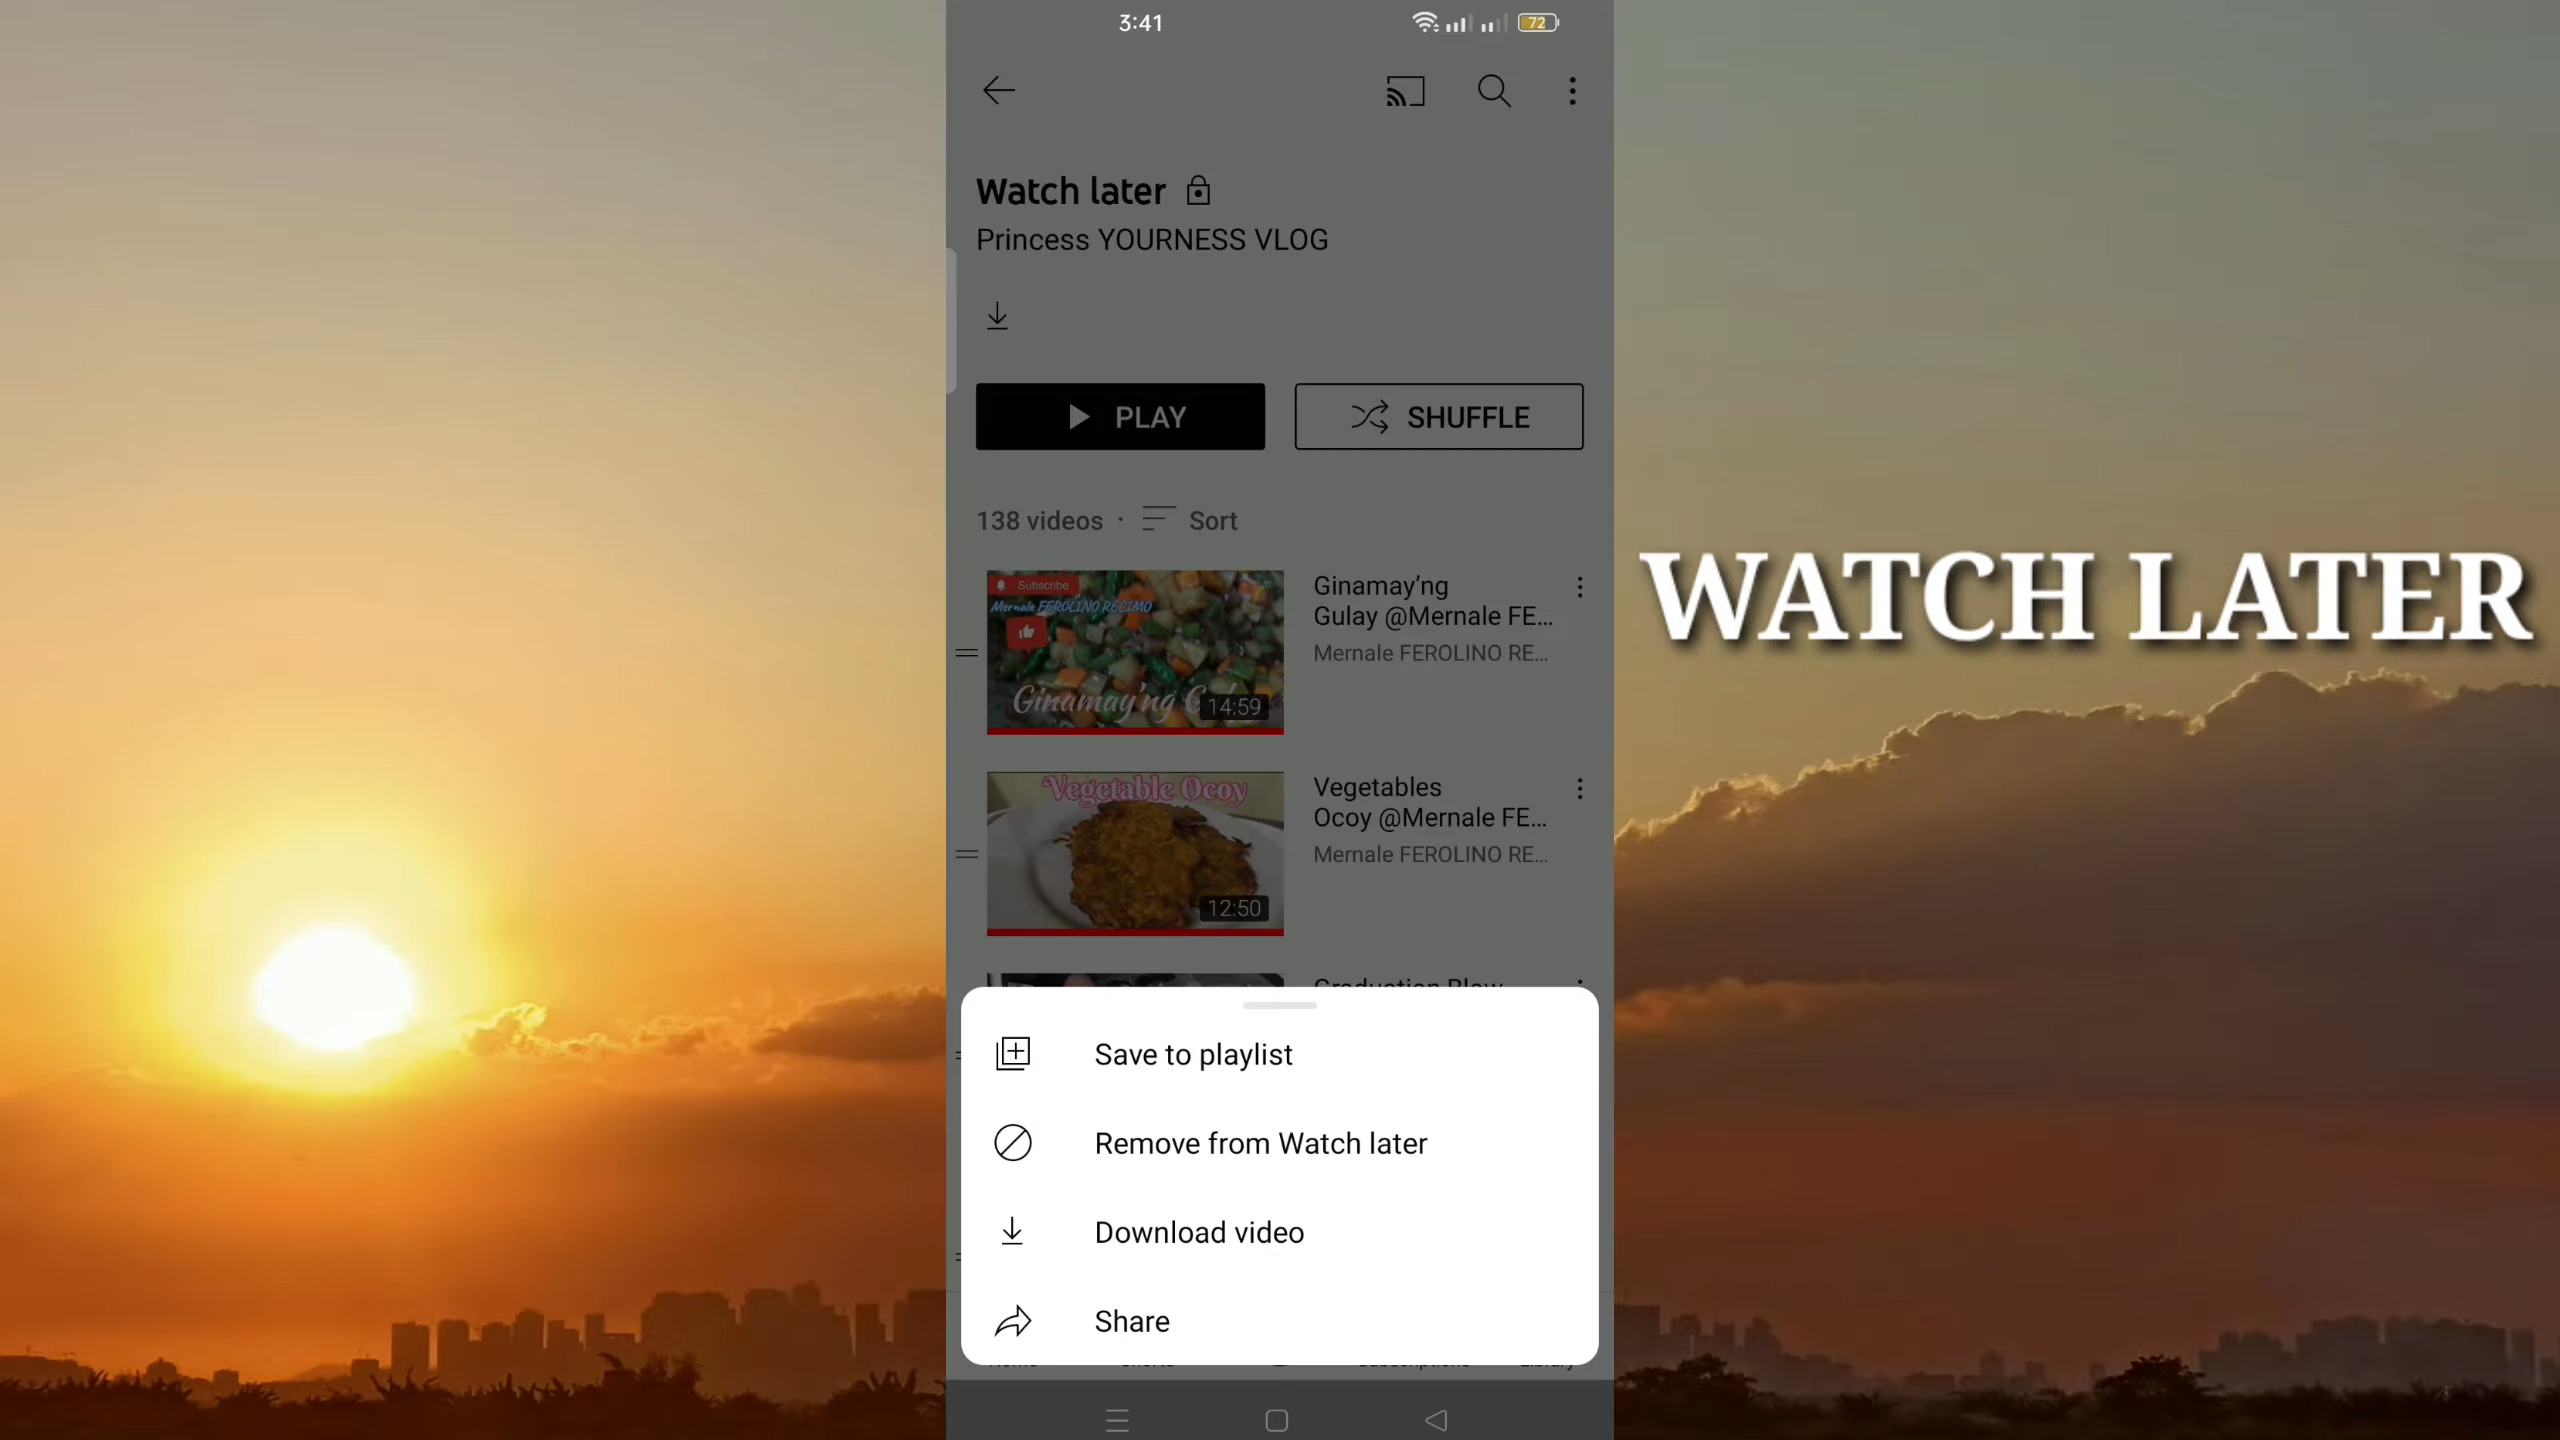 3:41
72
Watch later
Princess YOURNESS VLOG
PLAY
SHUFFLE
138 videos · Sort
Subscribe
Mernale FEROLINO RECIMO
Ginamay'ng
14:59
Ginamay'ng
Gulay @Mernale FE...
Mernale FEROLINO RE...
Vegetable Ocoy
12:50
Vegetables
Ocoy @Mernale FE...
Mernale FEROLINO RE...
Save to playlist
Remove from Watch later
Download video
Share
WATCH LATER